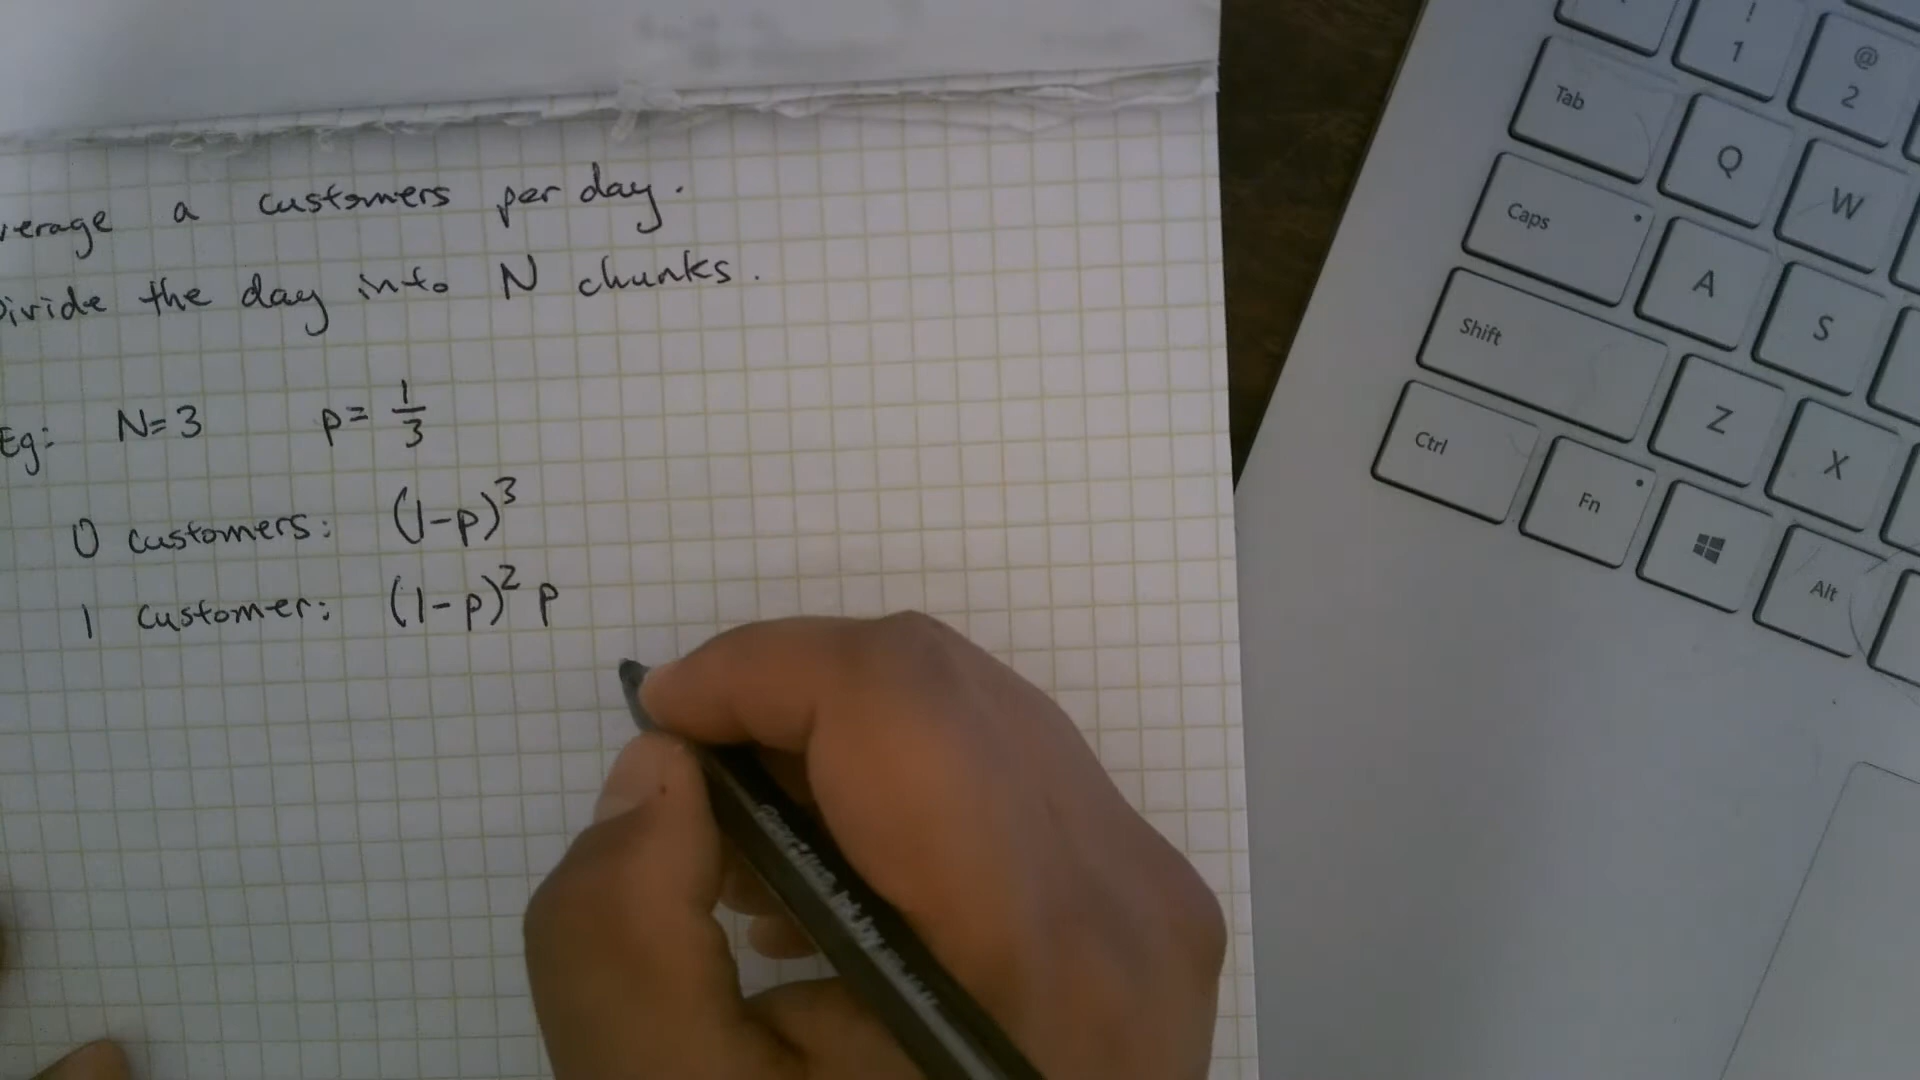 verage a customers per day.
ivide the day into N chunks.
Eg: N=3 p= 1/3
0 customers: (1-p)³
1 customer: (1-p)² p
! 1
@ 2
Tab Q W
Caps A S
Shift Z X
Ctrl Fn Alt